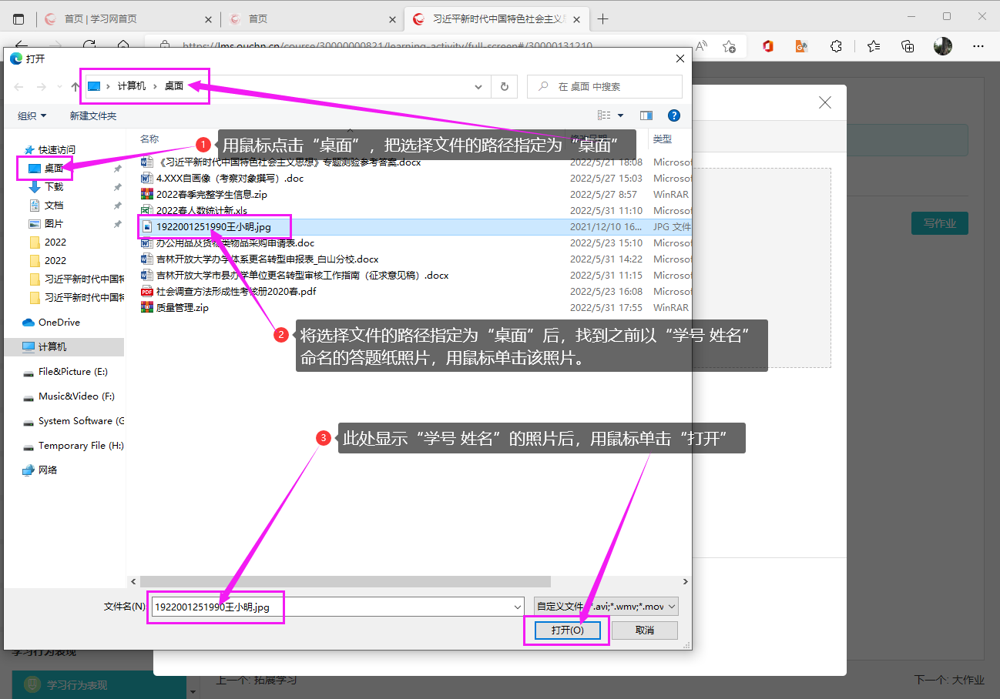 首页 | 学习网首页
首页
习近平新时代中国特色社会主义思
打开
计算机
桌面
在 桌面 中搜索
组织
新建文件夹
名称
类型
快速访问
桌面
下载
文档
图片
2022
2022
习近平新时代中国特
习近平新时代中国特
OneDrive
计算机
File&Picture (E:)
Music&Video (F:)
System Software (G
Temporary File (H:)
网络
1
用鼠标点击“桌面”，把选择文件的路径指定为“桌面”
《习近平新时代中国特色社会主义思想》专题测验参考答案.docx 2022/5/21 18:08 Microsof
4.XXX自画像（考察对象撰写）.doc 2022/5/27 15:03 Microsof
2022春季完整学生信息.zip 2022/5/27 8:57 WinRAR
2022春人数统计新.xls 2022/5/31 11:10 Microsof
1922001251990王小明.jpg 2021/12/10 16... JPG 文件
办公用品及货物类物品采购申请表.doc 2022/5/23 15:10 Microsof
吉林开放大学办学体系更名转型申报表_白山分校.docx 2022/5/31 14:22 Microsof
吉林开放大学市县办学单位更名转型审核工作指南（征求意见稿）.docx 2022/5/31 11:15 Microsof
社会调查方法形成性考核册2020春.pdf 2022/5/23 16:08 Microsof
质量管理.zip 2022/5/31 17:55 WinRAR
写作业
2
将选择文件的路径指定为“桌面”后，找到之前以“学号 姓名”
命名的答题纸照片，用鼠标单击该照片。
3
此处显示“学号 姓名”的照片后，用鼠标单击“打开”
文件名(N):
1922001251990王小明.jpg
自定义文件 *.avi;*.wmv;*.mov
打开(O)
取消
学习行为表现
学习行为表现
上一个: 拓展学习
下一个: 大作业